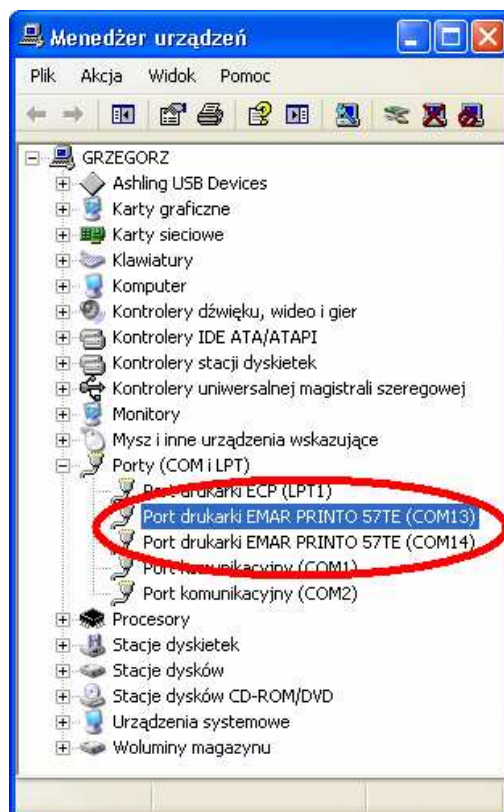 Menedżer urządzeń
Plik Akcja Widok Pomoc
GRZEGORZ
Ashling USB Devices
Karty graficzne
Karty sieciowe
Klawiatury
Komputer
Kontrolery dźwięku, wideo i gier
Kontrolery IDE ATA/ATAPI
Kontrolery stacji dyskietek
Kontrolery uniwersalnej magistrali szeregowej
Monitory
Mysz i inne urządzenia wskazujące
Porty (COM i LPT)
Port drukarki ECP (LPT1)
Port drukarki EMAR PRINTO 57TE (COM13)
Port drukarki EMAR PRINTO 57TE (COM14)
Port komunikacyjny (COM1)
Port komunikacyjny (COM2)
Procesory
Stacje dyskietek
Stacje dysków
Stacje dysków CD-ROM/DVD
Urządzenia systemowe
Woluminy magazynu